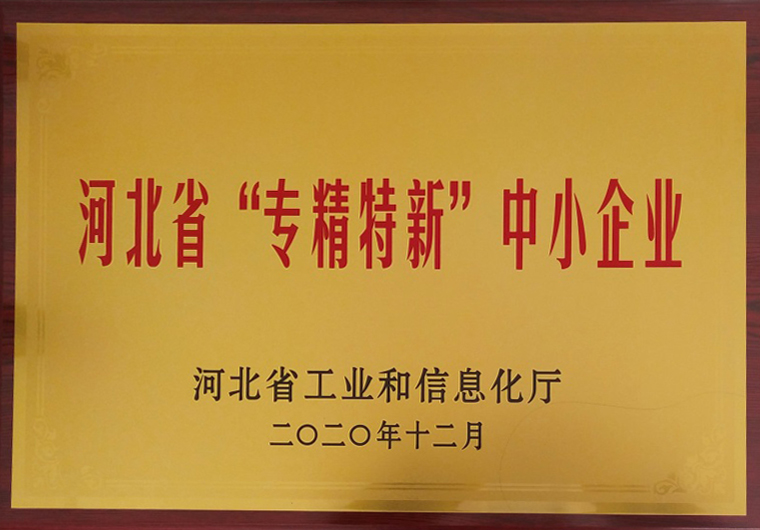 河北省“专精特新”中小企业
河北省工业和信息化厅
二〇二〇年十二月